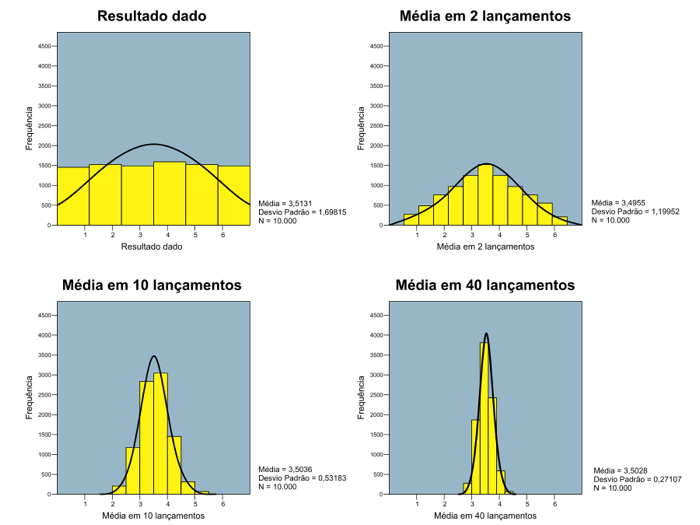 Resultado dado
4500
4000
3500
3000
2500
2000
1500
1000
500
0
Frequência
1 2 3 4 5 6
Resultado dado
Média = 3,5131
Desvio Padrão = 1,69815
N = 10.000
Média em 2 lançamentos
4500
4000
3500
3000
2500
2000
1500
1000
500
0
Frequência
1 2 3 4 5 6
Média em 2 lançamentos
Média = 3,4955
Desvio Padrão = 1,19952
N = 10.000
Média em 10 lançamentos
4500
4000
3500
3000
2500
2000
1500
1000
500
0
Frequência
1 2 3 4 5 6
Média em 10 lançamentos
Média = 3,5036
Desvio Padrão = 0,53183
N = 10.000
Média em 40 lançamentos
4500
4000
3500
3000
2500
2000
1500
1000
500
0
Frequência
1 2 3 4 5 6
Média em 40 lançamentos
Média = 3,5028
Desvio Padrão = 0,27107
N = 10.000